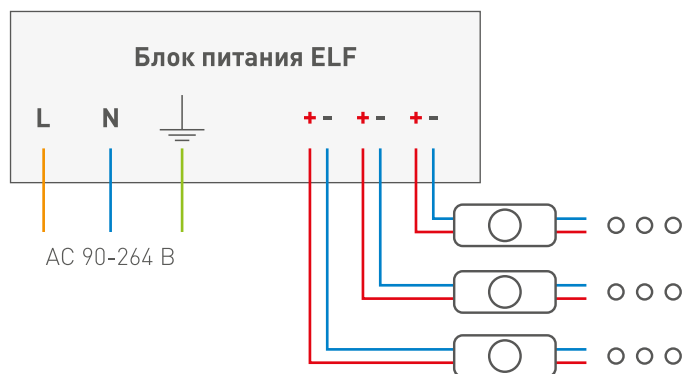 Блок питания ELF
L N + - + - + -
AC 90-264 В